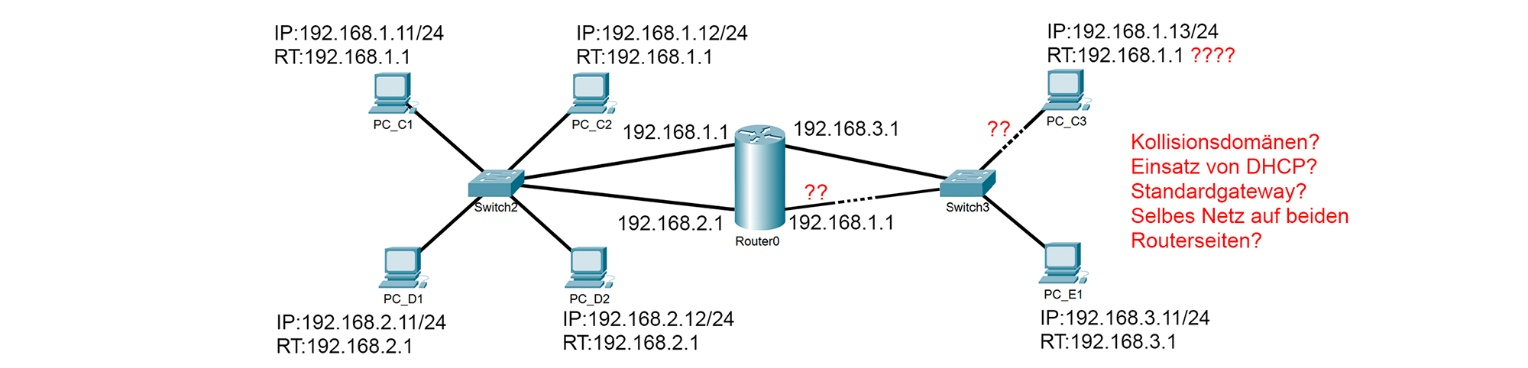 IP:192.168.1.11/24
RT:192.168.1.1
PC_C1
IP:192.168.1.12/24
RT:192.168.1.1
PC_C2
IP:192.168.1.13/24
RT:192.168.1.1 ????
PC_C3
192.168.1.1
192.168.3.1
??
Switch2
192.168.2.1
Router0
??
192.168.1.1
Switch3
Kollisionsdomänen?
Einsatz von DHCP?
Standardgateway?
Selbes Netz auf beiden
Routerseiten?
PC_D1
IP:192.168.2.11/24
RT:192.168.2.1
PC_D2
IP:192.168.2.12/24
RT:192.168.2.1
PC_E1
IP:192.168.3.11/24
RT:192.168.3.1